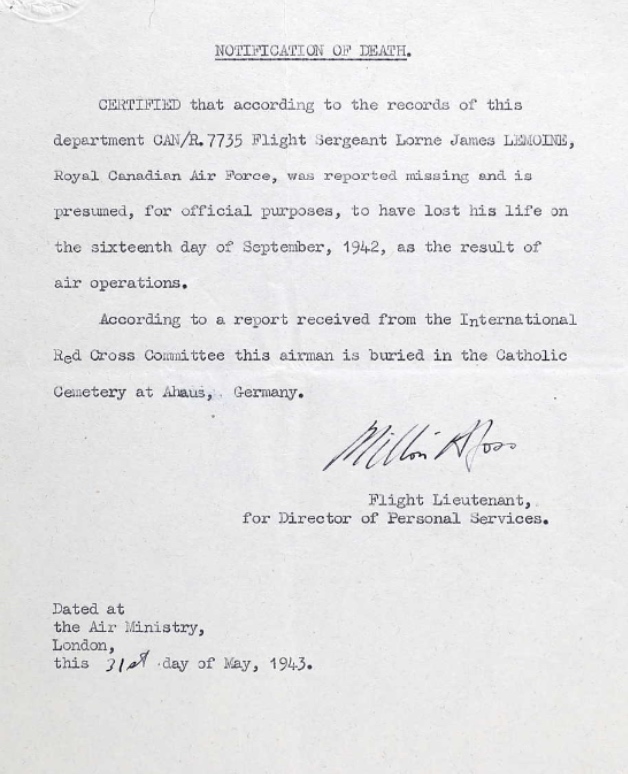 NOTIFICATION OF DEATH.
CERTIFIED that according to the records of this
department CAN/R.7735 Flight Sergeant Lorne James LEMOINE,
Royal Canadian Air Force, was reported missing and is
presumed, for official purposes, to have lost his life on
the sixteenth day of September, 1942, as the result of
air operations.
According to a report received from the International
Red Cross Committee this airman is buried in the Catholic
Cemetery at Ahaus, Germany.
Flight Lieutenant,
for Director of Personal Services.
Dated at
the Air Ministry,
London,
this 31st day of May, 1943.